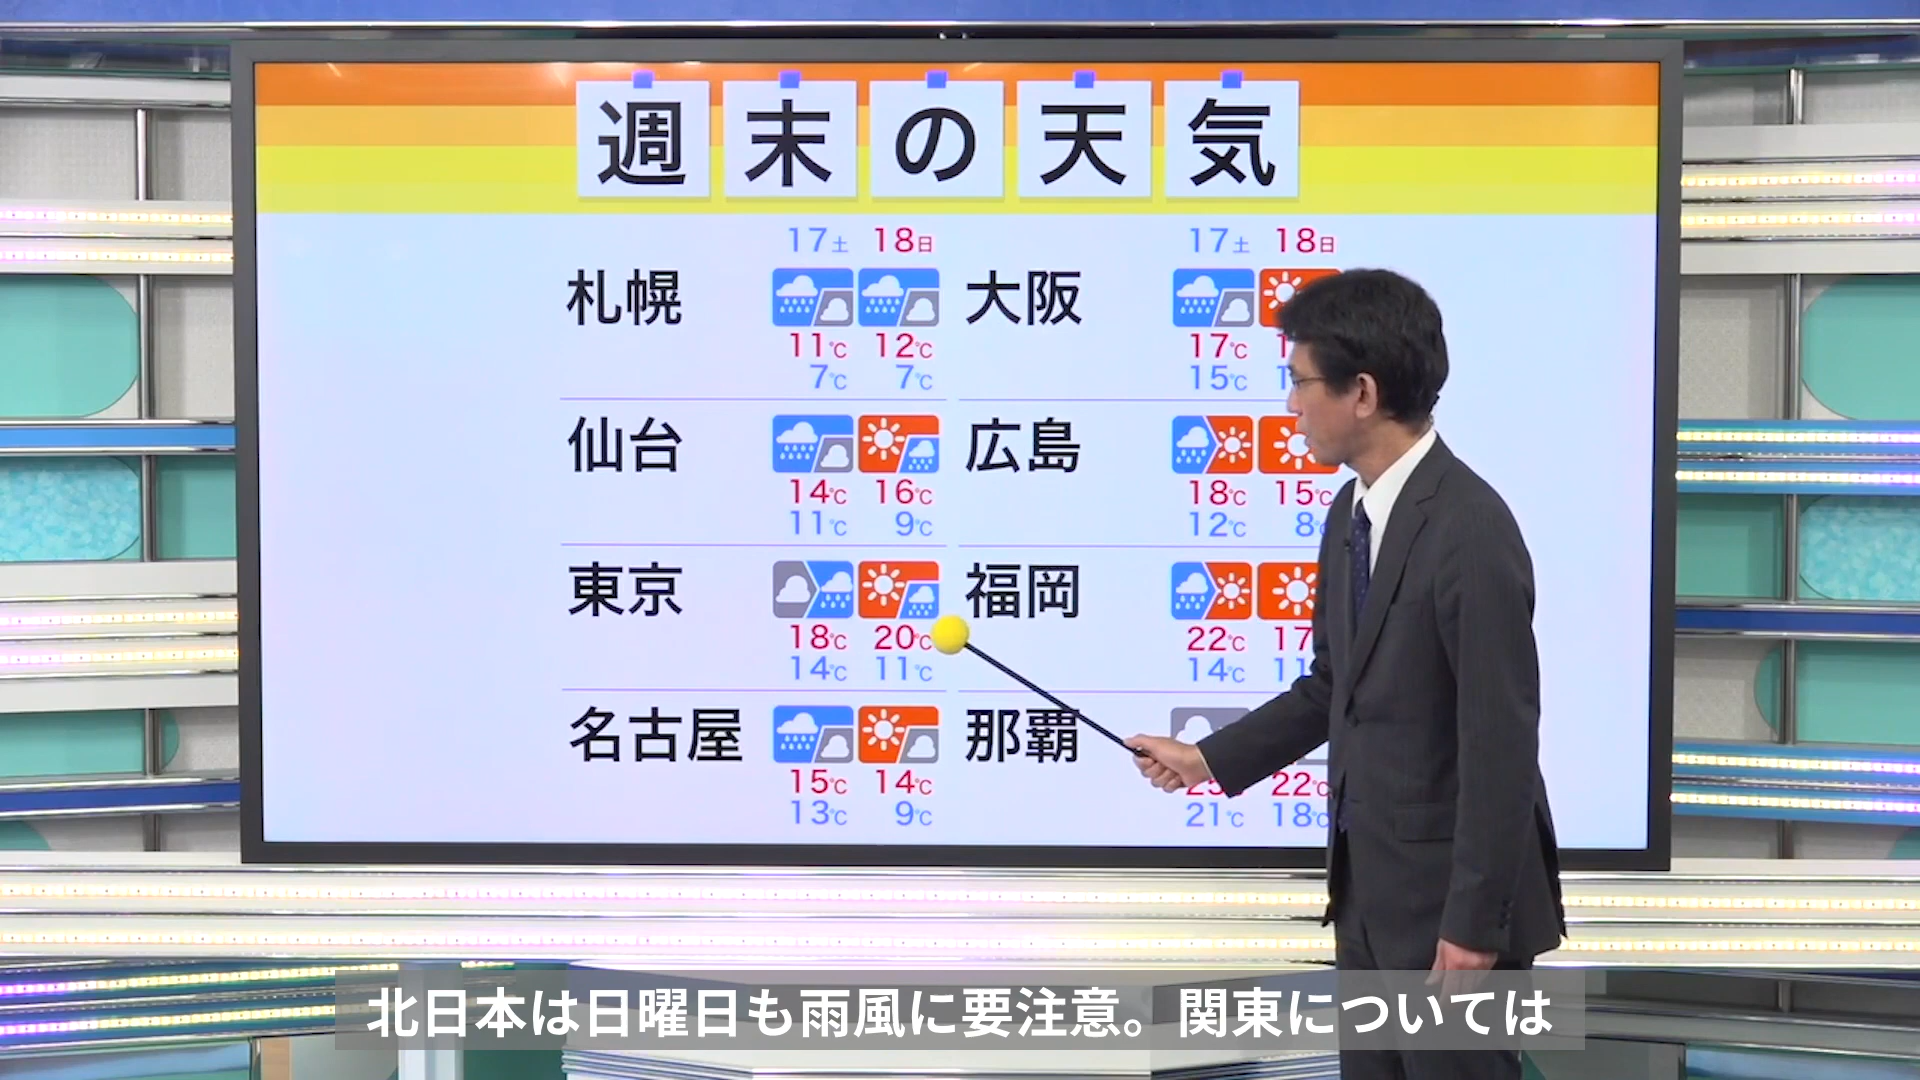 週末の天気
17土 18日
札幌
11℃ 12℃
7℃ 7℃
仙台
14℃ 16℃
11℃ 9℃
東京
18℃ 20℃
14℃ 11℃
名古屋
15℃ 14℃
13℃ 9℃
17土 18日
大阪
17℃
15℃
広島
18℃ 15℃
12℃ 8℃
福岡
22℃ 17
14℃ 11
那覇
25℃ 22℃
21℃ 18℃
北日本は日曜日も雨風に要注意。関東については